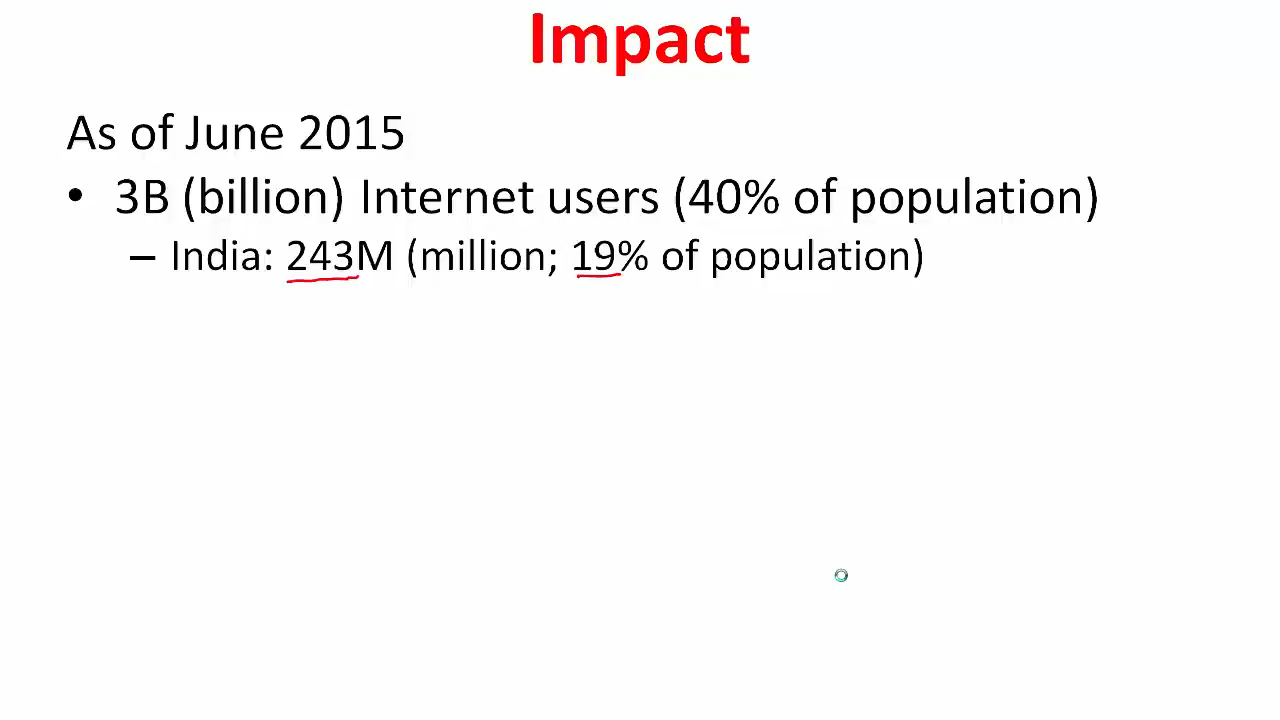 Impact
As of June 2015
• 3B (billion) Internet users (40% of population)
– India: 243M (million; 19% of population)